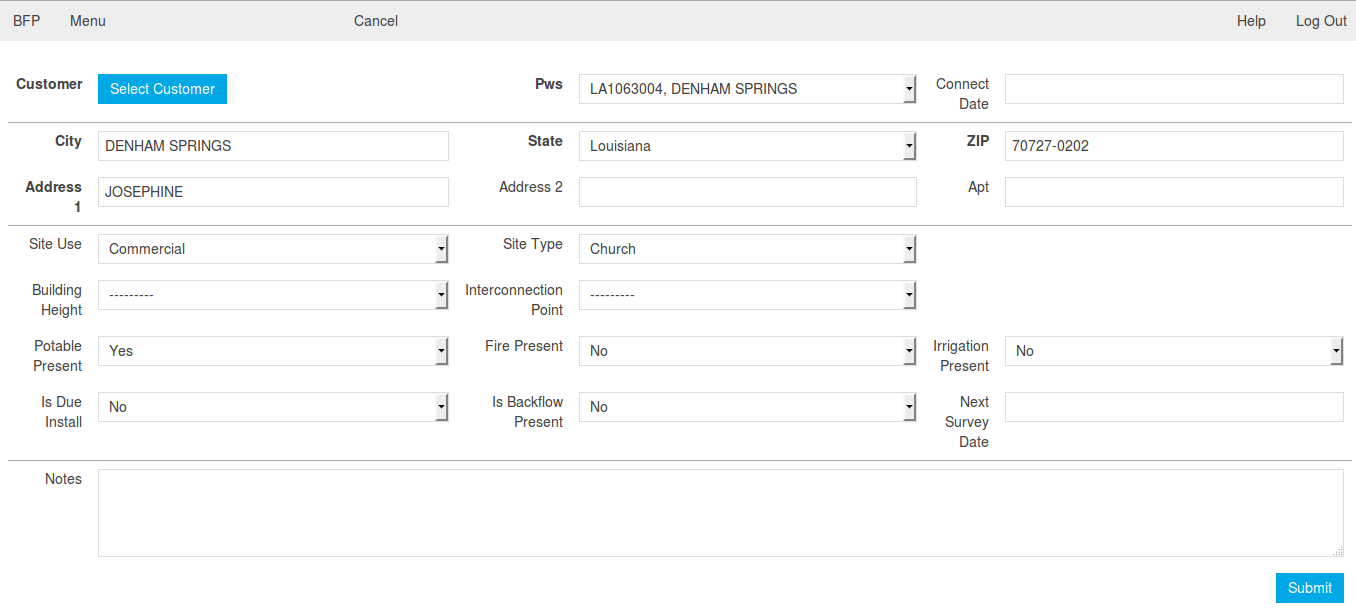 BFP Menu Cancel Help Log Out
Customer Select Customer Pws LA1063004, DENHAM SPRINGS Connect
Date
City DENHAM SPRINGS State Louisiana ZIP 70727-0202
Address JOSEPHINE Address 2 Apt
1
Site Use Commercial Site Type Church
Building --------- Interconnection ---------
Height Point
Potable Yes Fire Present No Irrigation No
Present Present
Is Due No Is Backflow No Next
Install Present Survey
Date
Notes
Submit